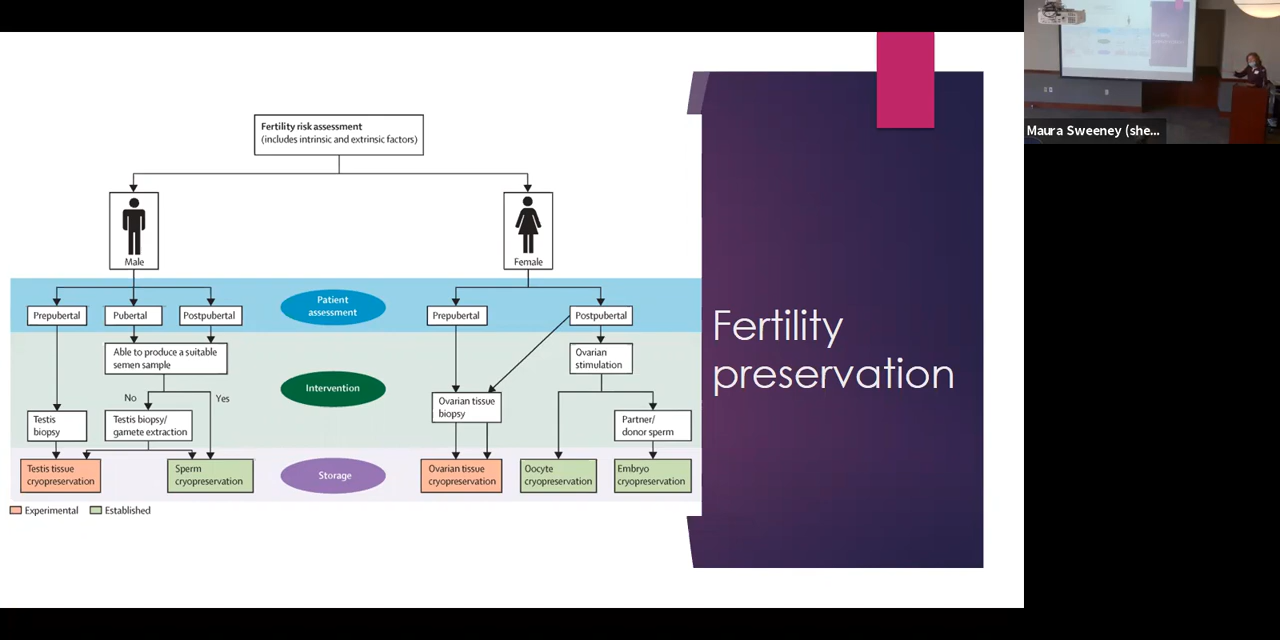 Fertility risk assessment
(includes intrinsic and extrinsic factors)
Male
Female
Prepubertal
Pubertal
Postpubertal
Patient
assessment
Prepubertal
Postpubertal
Able to produce a suitable
semen sample
Ovarian
stimulation
Intervention
No
Yes
Ovarian tissue
biopsy
Testis
biopsy
Testis biopsy/
gamete extraction
Partner/
donor sperm
Testis tissue
cryopreservation
Sperm
cryopreservation
Storage
Ovarian tissue
cryopreservation
Oocyte
cryopreservation
Embryo
cryopreservation
Experimental
Established
Fertility
preservation
Maura Sweeney (she...